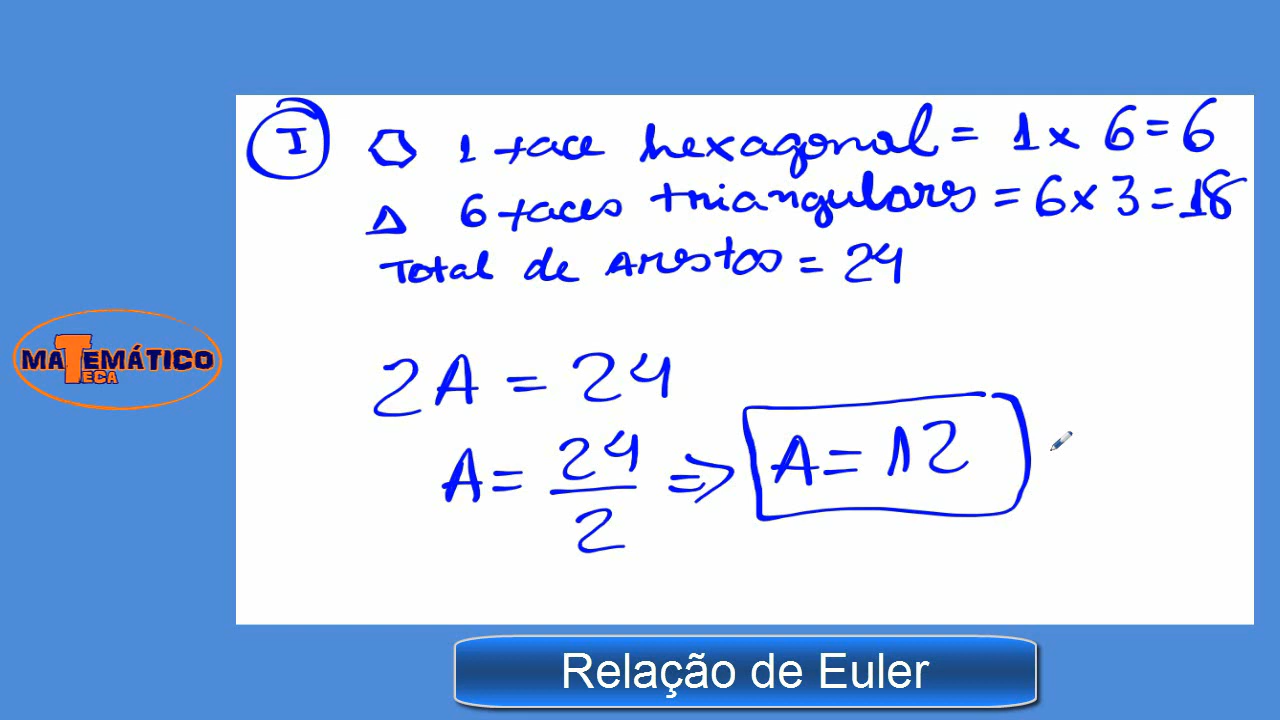 I 1 face hexagonal = 1 x 6 = 6
6 faces triangulares = 6 x 3 = 18
Total de Arestas = 24
2A = 24
A = 24/2 ⇒ A = 12
MATEMÁTICO
TECA
Relação de Euler